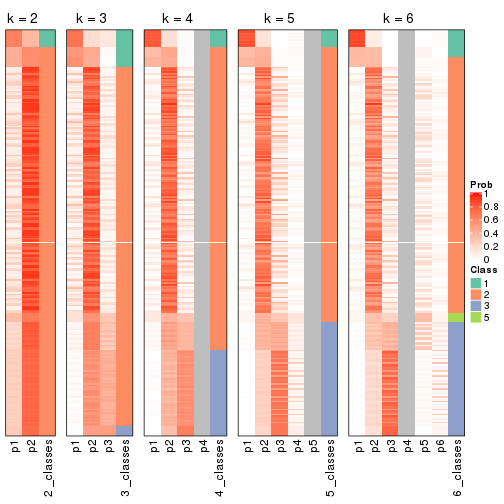 k = 2
k = 3
k = 4
k = 5
k = 6
p1
p2
2_classes
p1
p2
p3
3_classes
p1
p2
p3
p4
4_classes
p1
p2
p3
p4
p5
5_classes
p1
p2
p3
p4
p5
p6
6_classes
Prob
1
0.8
0.6
0.4
0.2
0
Class
1
2
3
5